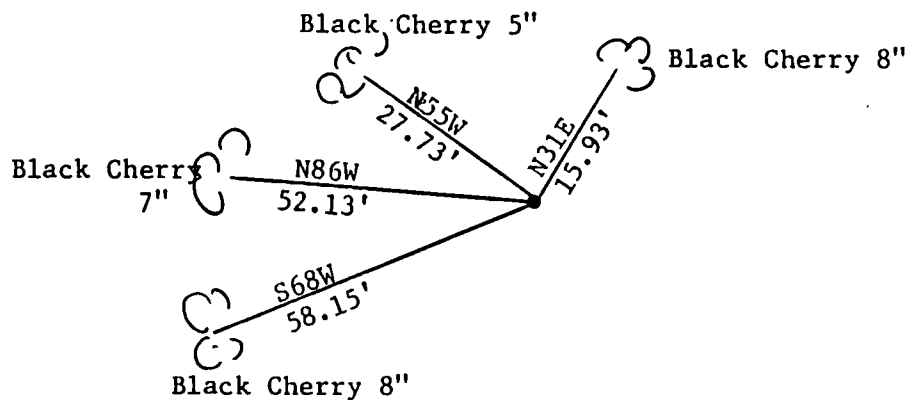 Black Cherry 5"
Black Cherry 8"
N55W
27.73'
N31E
15.93'
Black Cherry
7"
N86W
52.13'
S68W
58.15'
Black Cherry 8"